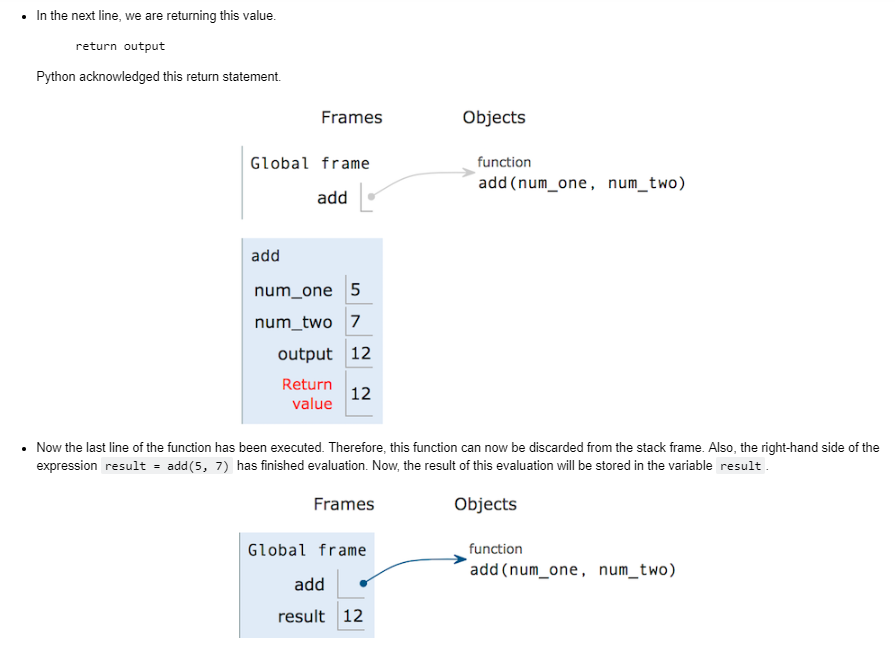 In the next line, we are returning this value.
return output
Python acknowledged this return statement.
Frames Objects
Global frame
add
function
add(num_one, num_two)
add
num_one 5
num_two 7
output 12
Return
value
12
Now the last line of the function has been executed. Therefore, this function can now be discarded from the stack frame. Also, the right-hand side of the
expression result = add(5, 7) has finished evaluation. Now, the result of this evaluation will be stored in the variable result.
Frames Objects
Global frame
add
result 12
function
add(num_one, num_two)